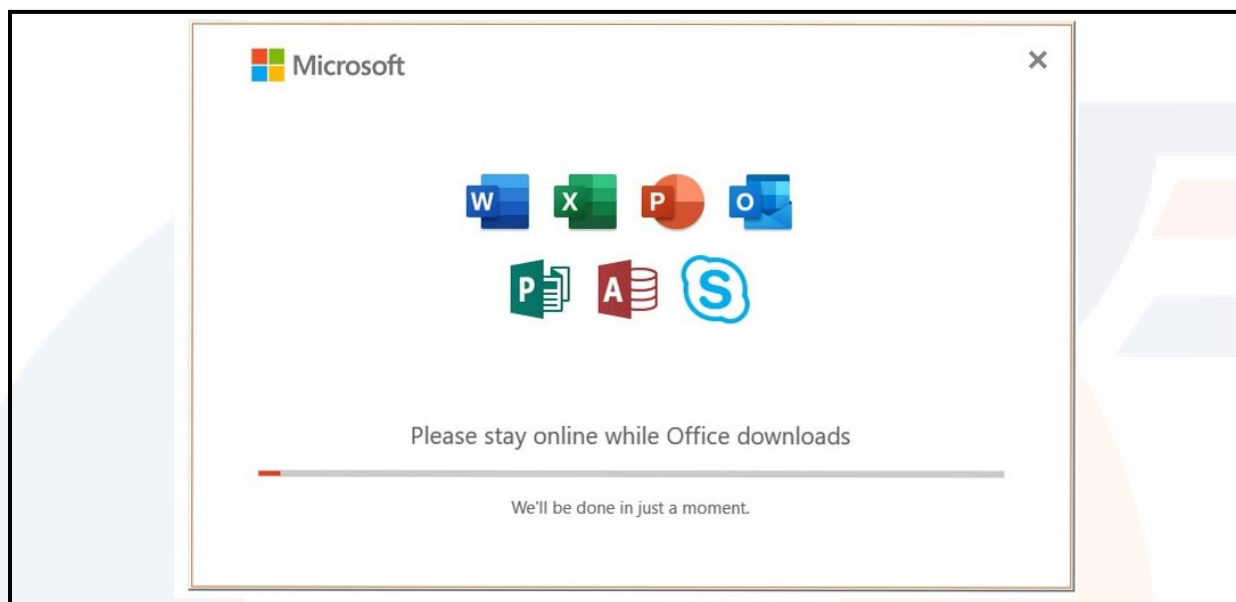 Microsoft
W X P O
P A S
Please stay online while Office downloads
We'll be done in just a moment.